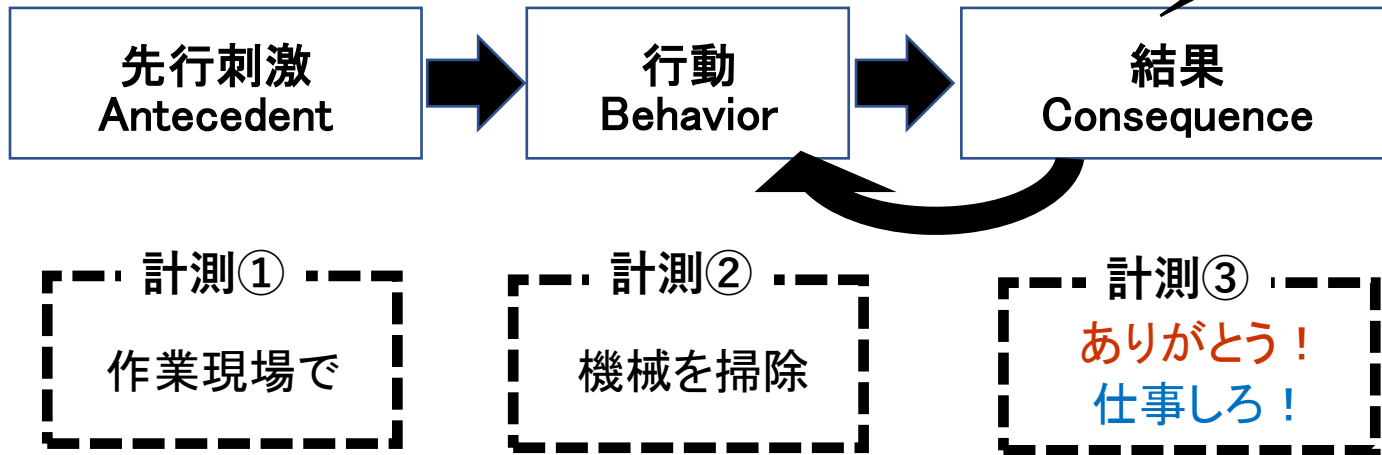 先行刺激
Antecedent
行動
Behavior
結果
Consequence
計測①
作業現場で
計測②
機械を掃除
計測③
ありがとう！
仕事しろ！